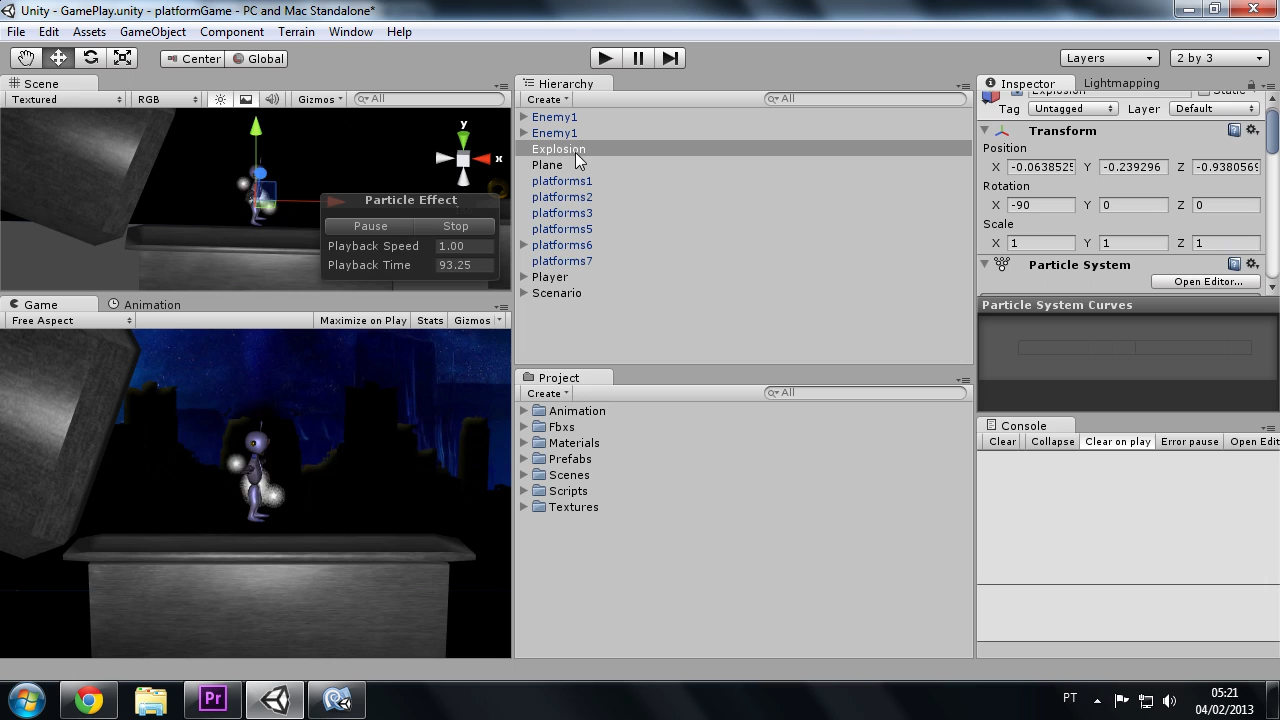 Unity - GamePlay.unity - platformGame - PC and Mac Standalone*
File Edit Assets GameObject Component Terrain Window Help
Center Global Layers 2 by 3
Scene
Textured RGB Gizmos All
y
x
Particle Effect
Pause Stop
Playback Speed 1.00
Playback Time 93.25
Game Animation
Free Aspect Maximize on Play Stats Gizmos
Hierarchy
Create All
Enemy1
Enemy1
Explosion
Plane
platforms1
platforms2
platforms3
platforms5
platforms6
platforms7
Player
Scenario
Project
Create All
Animation
Fbxs
Materials
Prefabs
Scenes
Scripts
Textures
Inspector Lightmapping
Tag Untagged Layer Default
Transform
Position
X -0.0638525 Y -0.239296 Z -0.9380569
Rotation
X -90 Y 0 Z 0
Scale
X 1 Y 1 Z 1
Particle System
Open Editor...
Particle System Curves
Console
Clear Collapse Clear on play Error pause Open Edit
Pr
PT
05:21
04/02/2013